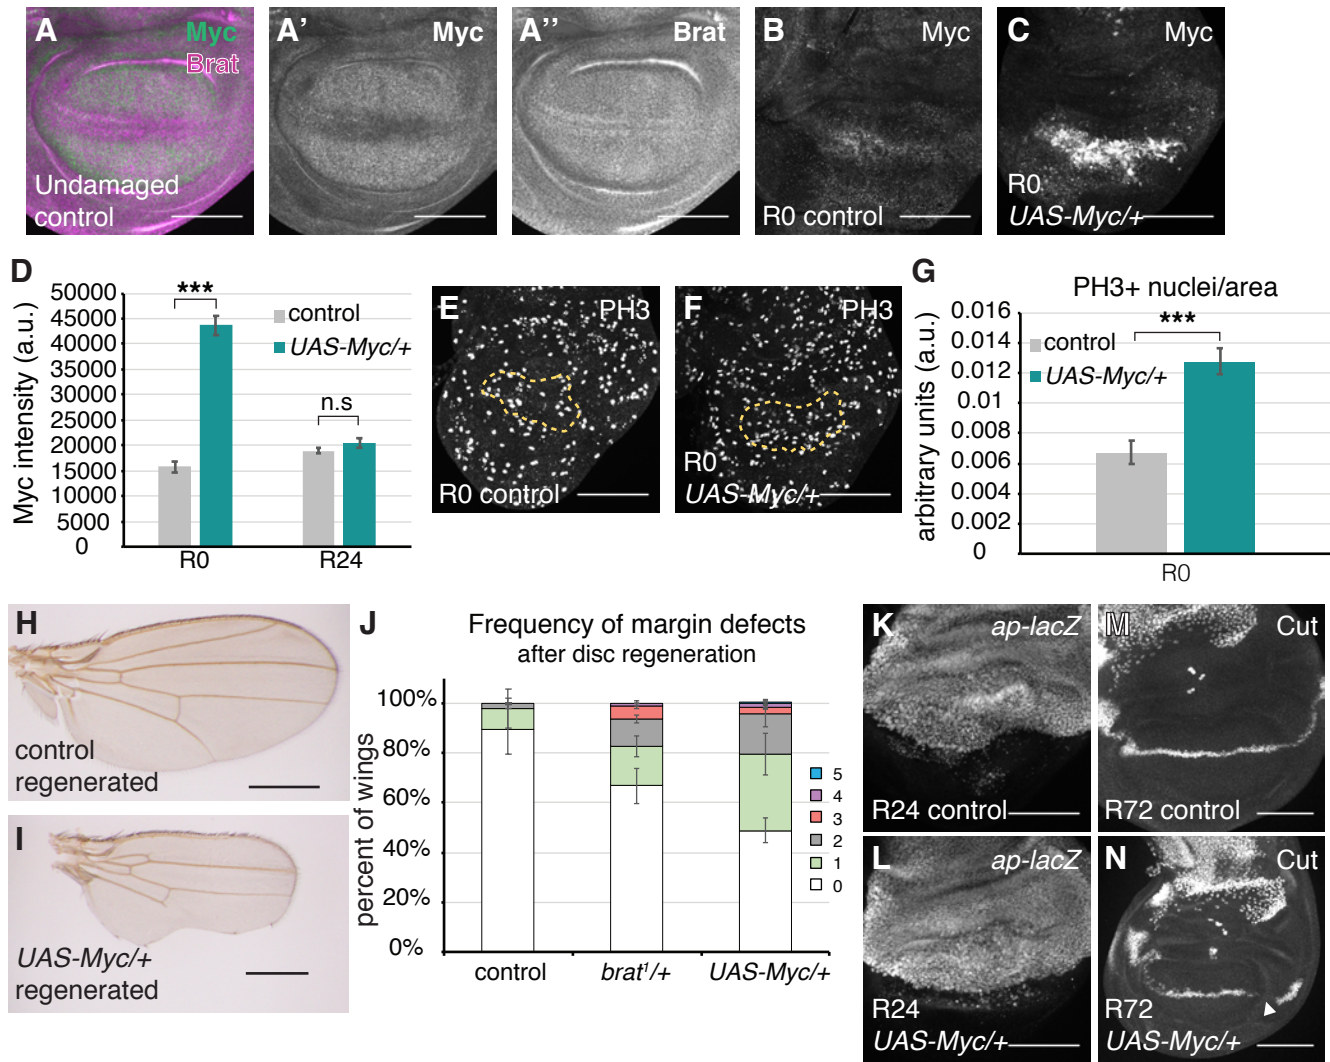 A
Myc
Brat
Undamaged
control
A’
Myc
A’’
Brat
B
Myc
R0 control
C
Myc
R0
UAS-Myc/+
D
Myc intensity (a.u.)
50000
45000
40000
35000
30000
25000
20000
15000
10000
5000
0
***
n.s
control
UAS-Myc/+
R0
R24
E
PH3
R0 control
F
PH3
R0
UAS-Myc/+
G
PH3+ nuclei/area
arbitrary units (a.u.)
0.016
0.014
0.012
0.01
0.008
0.006
0.004
0.002
0
***
control
UAS-Myc/+
R0
H
control
regenerated
I
UAS-Myc/+
regenerated
J
Frequency of margin defects
after disc regeneration
percent of wings
100%
80%
60%
40%
20%
0%
5
4
3
2
1
0
control
brat¹/+
UAS-Myc/+
K
ap-lacZ
R24 control
M
Cut
R72 control
L
ap-lacZ
R24
UAS-Myc/+
N
Cut
R72
UAS-Myc/+